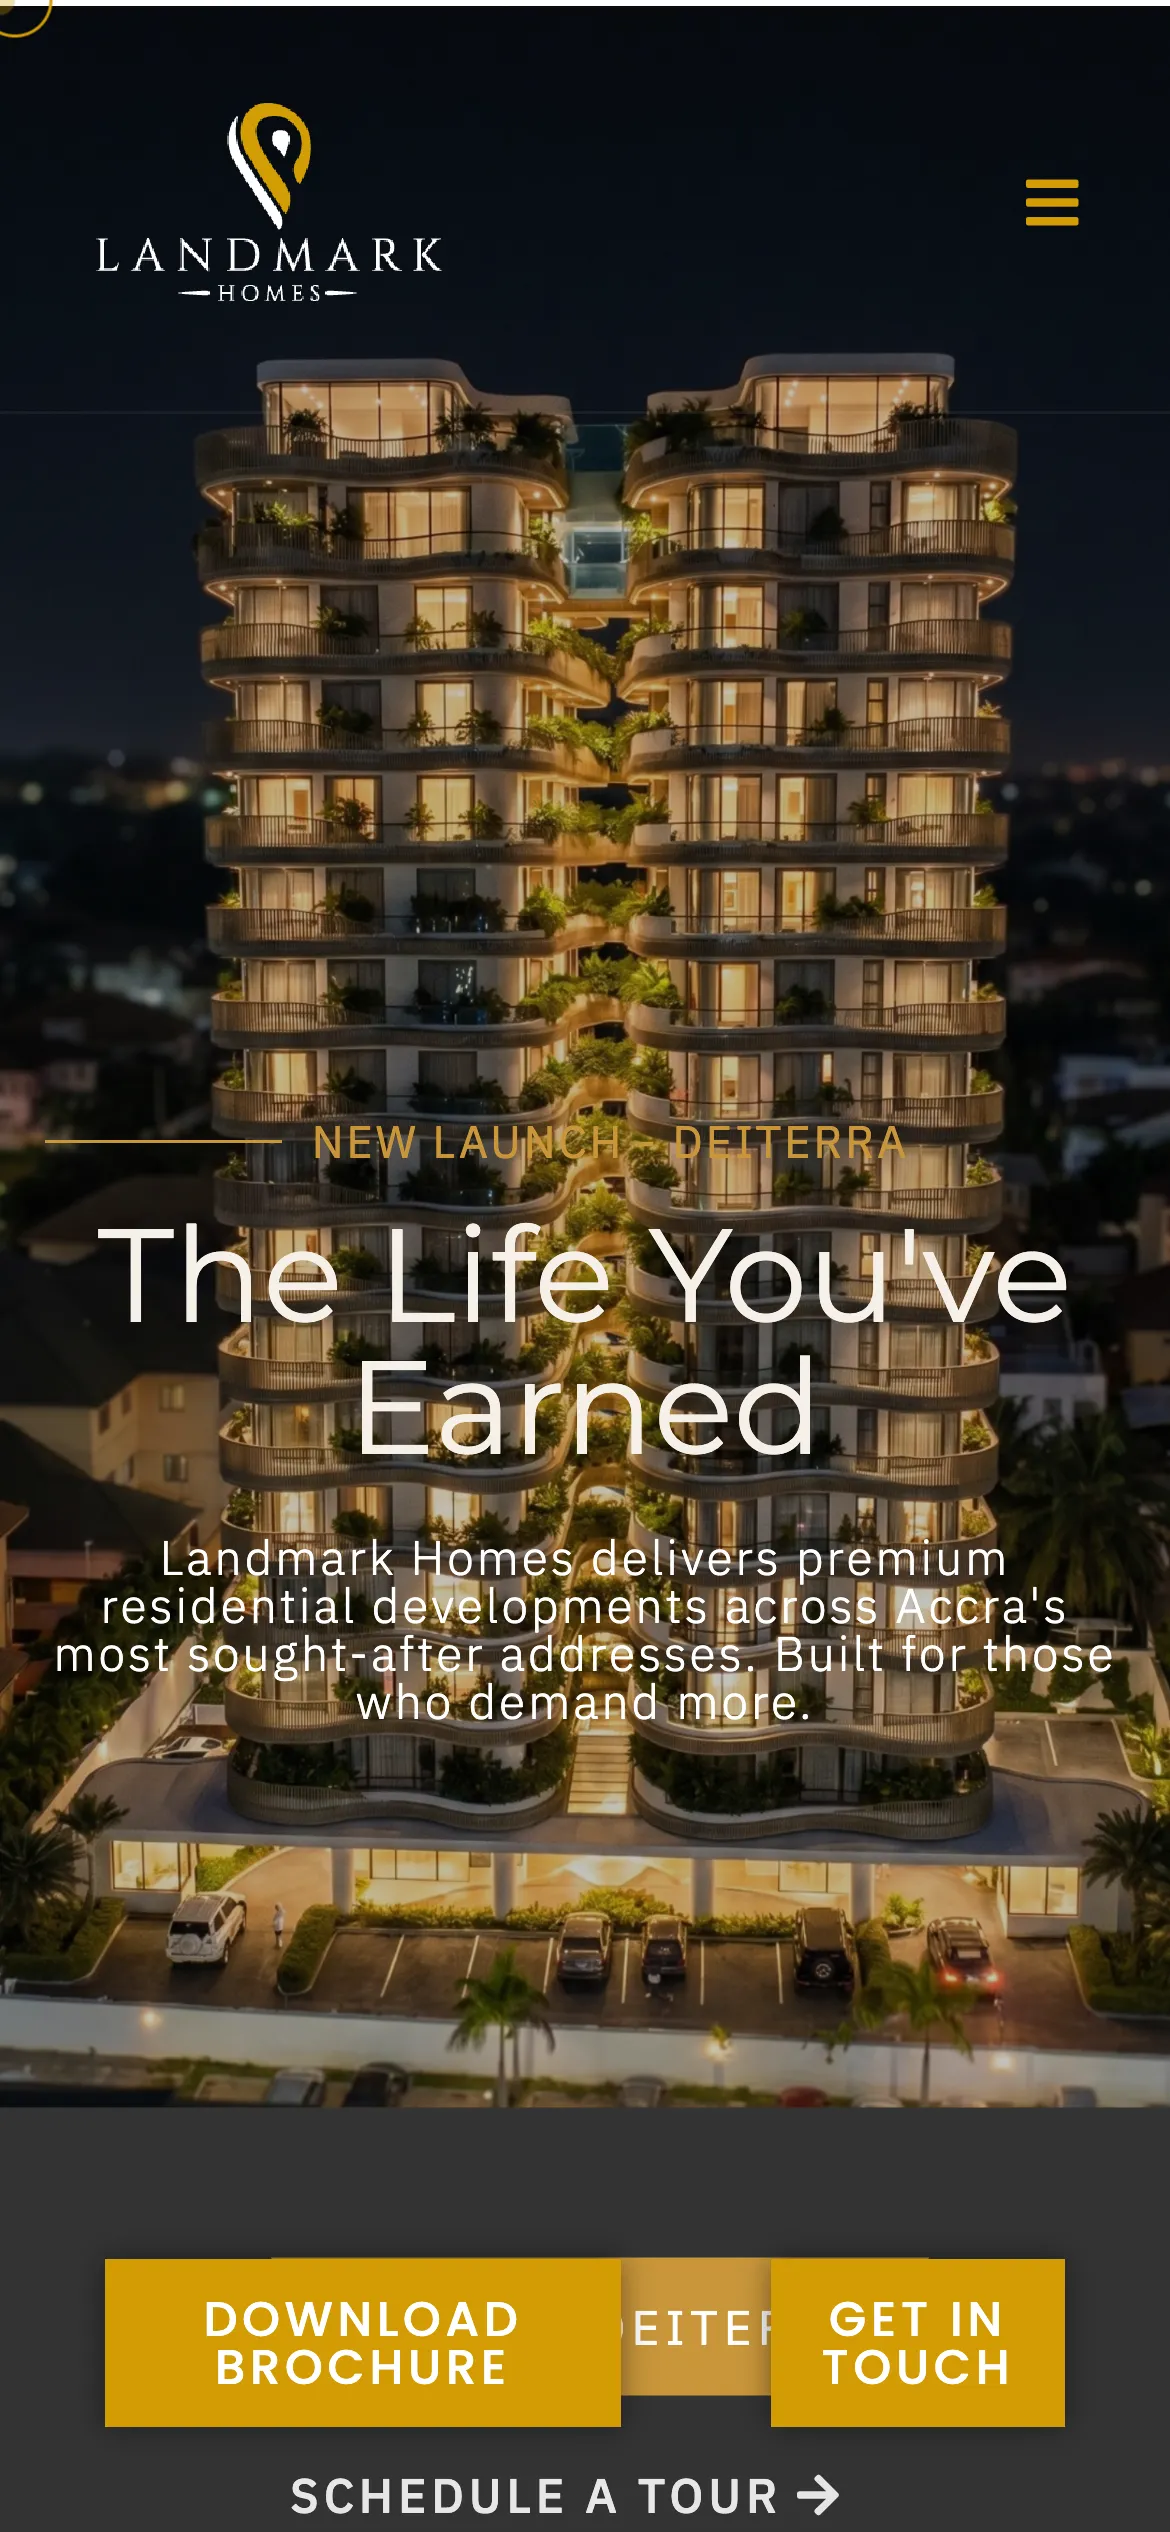 LANDMARK
HOMES
NEW LAUNCH – DEITERRA
The Life You've
Earned
Landmark Homes delivers premium
residential developments across Accra's
most sought-after addresses. Built for those
who demand more.
DOWNLOAD
BROCHURE
GET IN
TOUCH
SCHEDULE A TOUR →